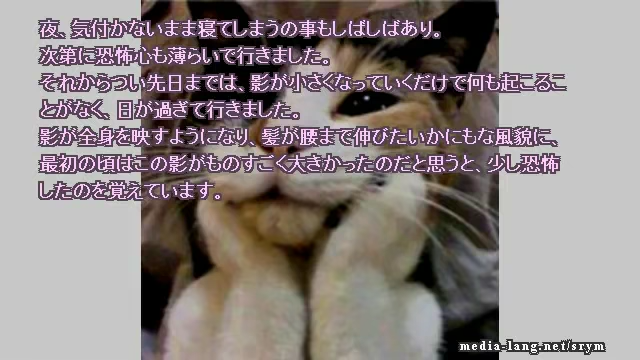 夜、気付かないまま寝てしまうの事もしばしばあり。
次第に恐怖心も薄らいで行きました。
それからつい先日までは、影が小さくなっていくだけで何も起こるこ
とがなく、日が過ぎて行きました。
影が全身を映すようになり、髪が腰まで伸びたいかにもな風貌に、
最初の頃はこの影がものすごく大きかったのだと思うと、少し恐怖
したのを覚えています。
media-lang.net/srym